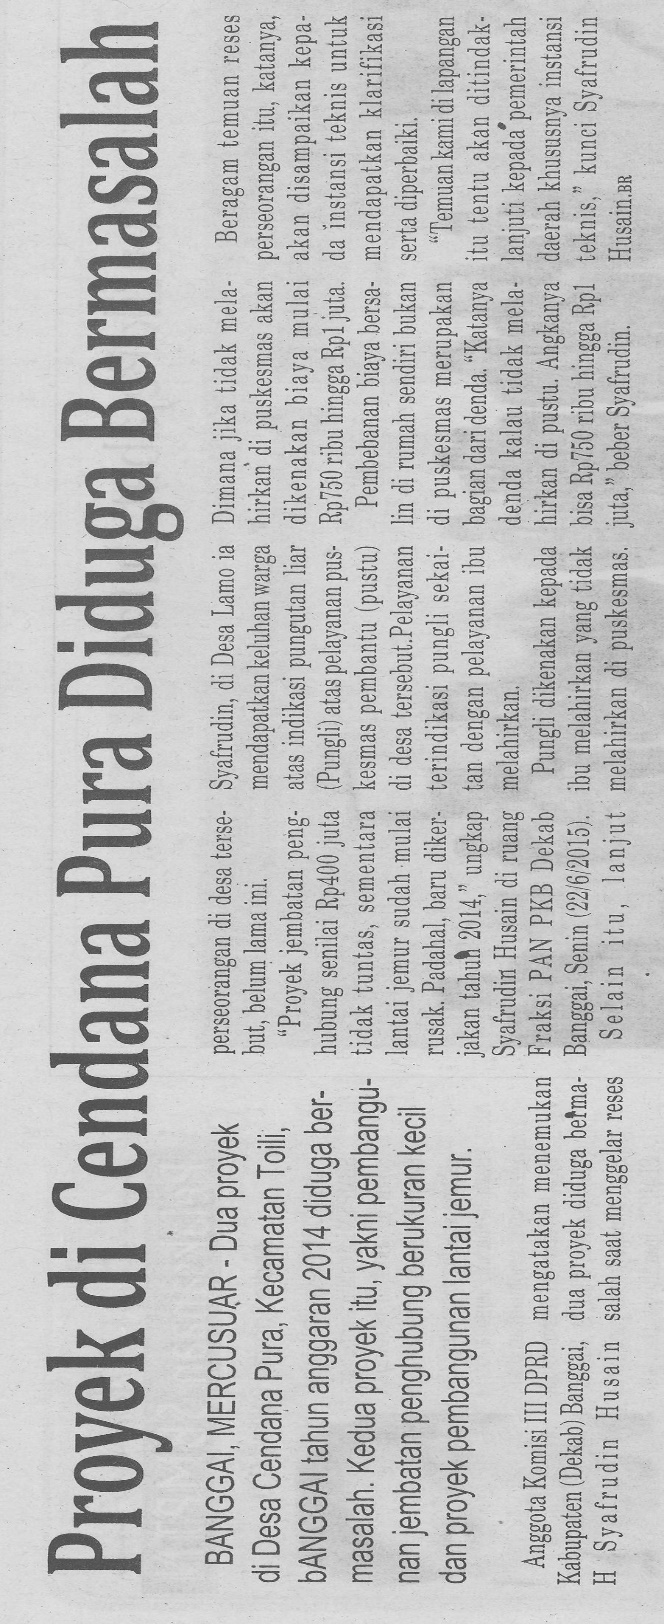 Proyek di Cendana Pura Diduga Bermasalah
BANGGAI, MERCUSUAR - Dua proyek
di Desa Cendana Pura, Kecamatan Toili,
bANGGAI tahun anggaran 2014 diduga ber-
masalah. Kedua proyek itu, yakni pembangu-
nan jembatan penghubung berukuran kecil
dan proyek pembangunan lantai jemur.
Anggota Komisi III DPRD
Kabupaten (Dekab) Banggai,
H Syafrudin Husain
mengatakan menemukan
dua proyek diduga berma-
salah saat menggelar reses
perseorangan di desa terse-
but, belum lama ini.
“Proyek jembatan peng-
hubung senilai Rp400 juta
tidak tuntas, sementara
lantai jemur sudah mulai
rusak. Padahal, baru diker-
jakan tahun 2014,” ungkap
Syafrudin Husain di ruang
Fraksi PAN PKB Dekab
Banggai, Senin (22/6/2015).
Selain itu, lanjut
Syafrudin, di Desa Lamo ia
mendapatkan keluhan warga
atas indikasi pungutan liar
(Pungli) atas pelayanan pus-
kesmas pembantu (pustu)
di desa tersebut.Pelayanan
terindikasi pungli sekai-
tan dengan pelayanan ibu
melahirkan.
Pungli dikenakan kepada
ibu melahirkan yang tidak
melahirkan di puskesmas.
Dimana jika tidak mela-
hirkan di puskesmas akan
dikenakan biaya mulai
Rp750 ribu hingga Rp1 juta.
Pembebanan biaya bersa-
lin di rumah sendiri bukan
di puskesmas merupakan
bagian dari denda. “Katanya
denda kalau tidak mela-
hirkan di pustu. Angkanya
bisa Rp750 ribu hingga Rp1
juta,” beber Syafrudin.
Beragam temuan reses
perseorangan itu, katanya,
akan disampaikan kepa-
da instansi teknis untuk
mendapatkan klarifikasi
serta diperbaiki.
“Temuan kami di lapangan
itu tentu akan ditindak-
lanjuti kepada pemerintah
daerah khususnya instansi
teknis,” kunci Syafrudin
Husain.BR